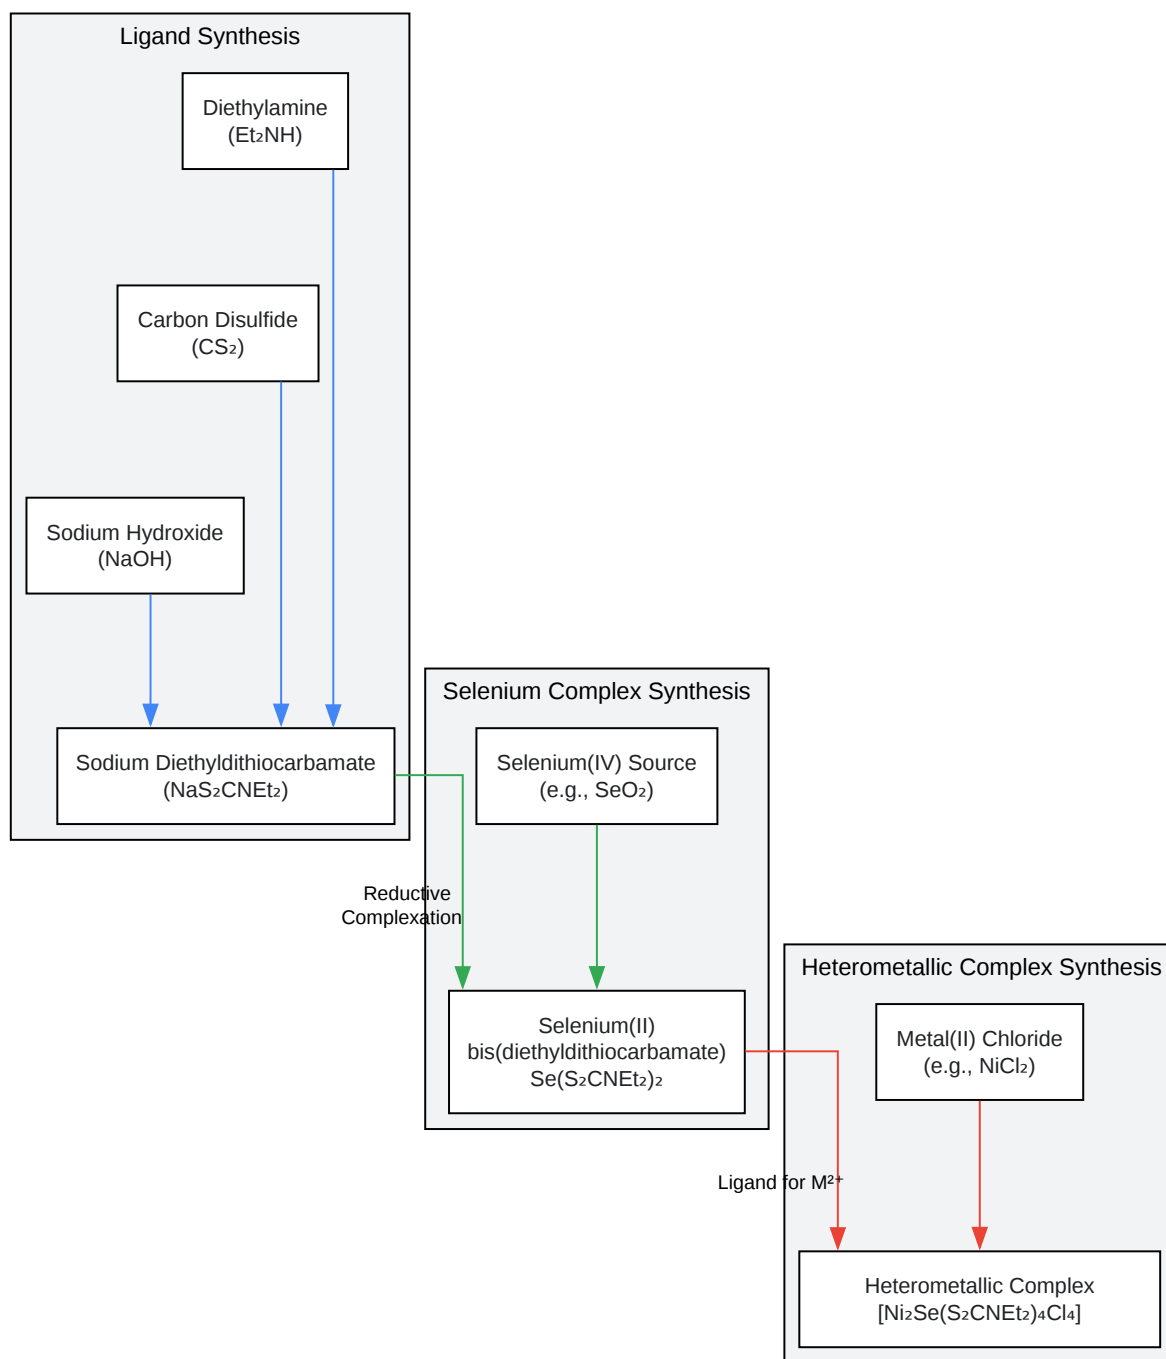 Ligand Synthesis
Diethylamine
(Et₂NH)
Carbon Disulfide
(CS₂)
Sodium Hydroxide
(NaOH)
Sodium Diethyldithiocarbamate
(NaS₂CNEt₂)
Selenium Complex Synthesis
Selenium(IV) Source
(e.g., SeO₂)
Reductive
Complexation
Selenium(II)
bis(diethyldithiocarbamate)
Se(S₂CNEt₂)₂
Heterometallic Complex Synthesis
Metal(II) Chloride
(e.g., NiCl₂)
Ligand for M²⁺
Heterometallic Complex
[Ni₂Se(S₂CNEt₂)₄Cl₄]